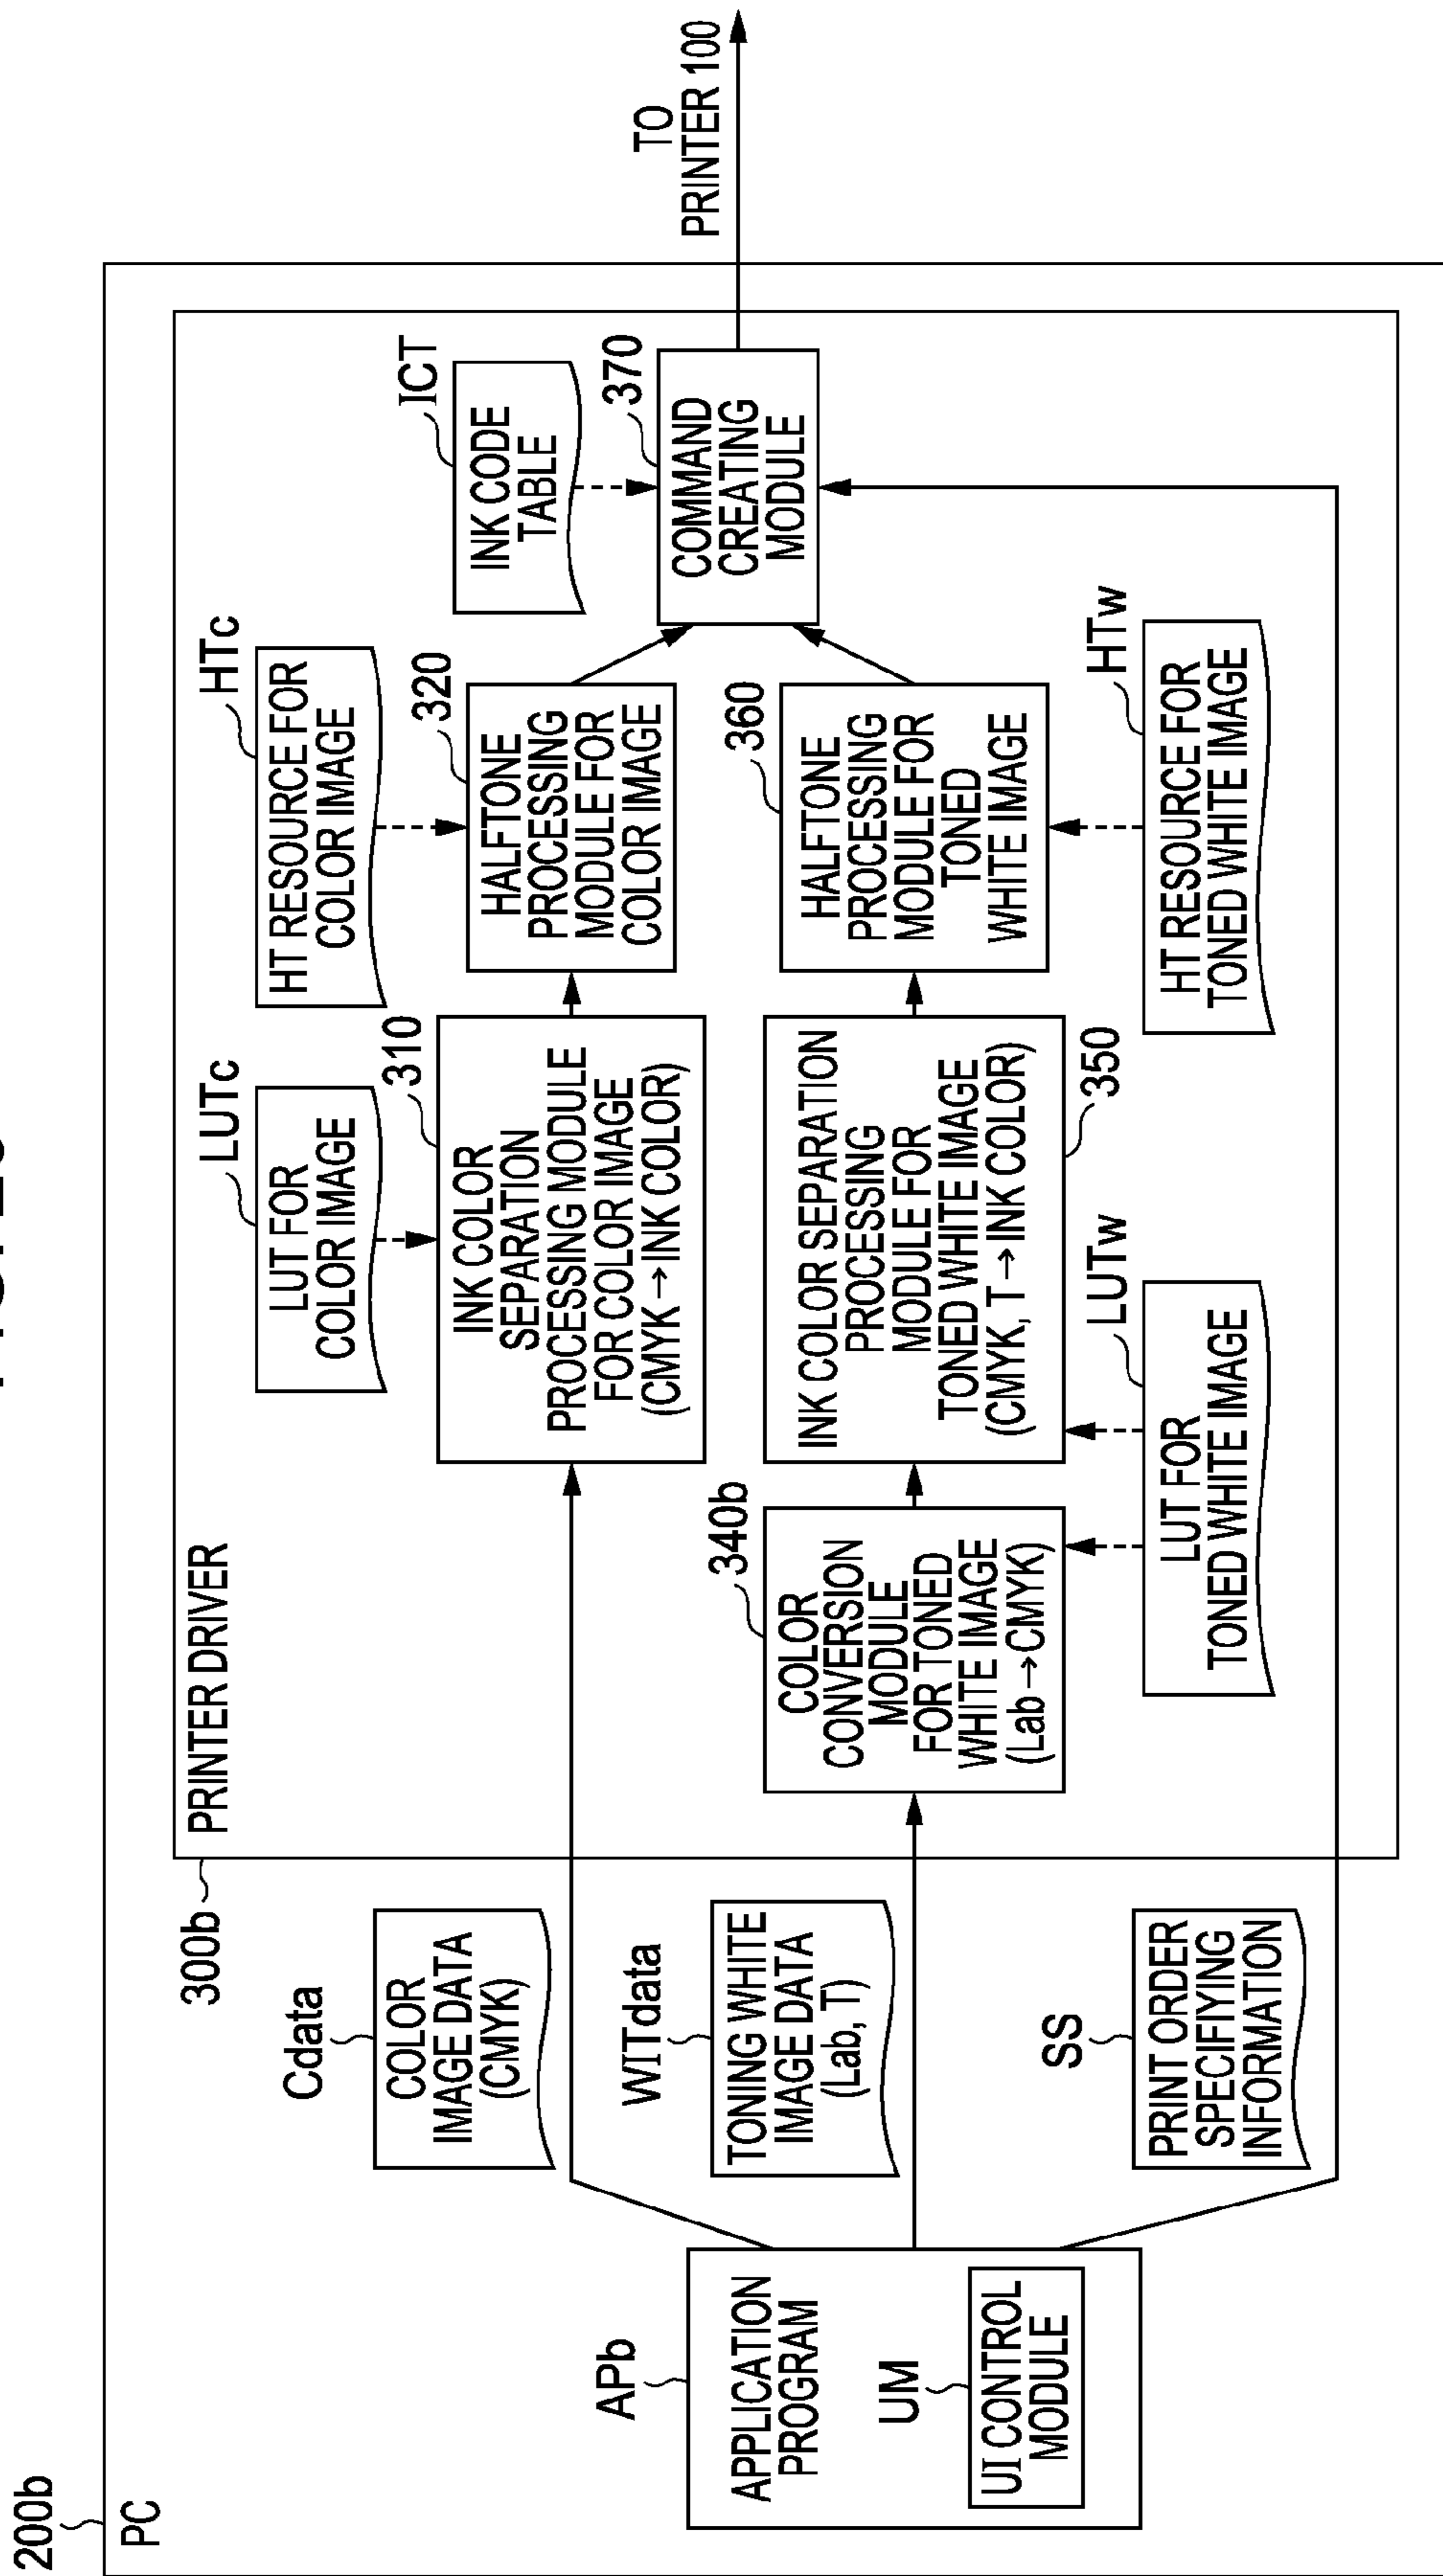 200b
PC
300b
PRINTER DRIVER
APb
APPLICATION
PROGRAM
UM
UI CONTROL
MODULE
Cdata
COLOR
IMAGE DATA
(CMYK)
WITdata
TONING WHITE
IMAGE DATA
(Lab, T)
SS
PRINT ORDER
SPECIFIYING
INFORMATION
LUTc
LUT FOR
COLOR IMAGE
310
INK COLOR
SEPARATION
PROCESSING MODULE
FOR COLOR IMAGE
(CMYK→INK COLOR)
340b
COLOR
CONVERSION
MODULE
FOR TONED
WHITE IMAGE
(Lab→CMYK)
INK COLOR SEPARATION
PROCESSING
MODULE FOR
TONED WHITE IMAGE
(CMYK, T→INK COLOR)
350
LUTw
LUT FOR
TONED WHITE IMAGE
HTc
HT RESOURCE FOR
COLOR IMAGE
320
HALFTONE
PROCESSING
MODULE FOR
COLOR IMAGE
360
HALFTONE
PROCESSING
MODULE FOR
TONED
WHITE IMAGE
HTw
HT RESOURCE FOR
TONED WHITE IMAGE
ICT
INK CODE
TABLE
370
COMMAND
CREATING
MODULE
TO
PRINTER 100